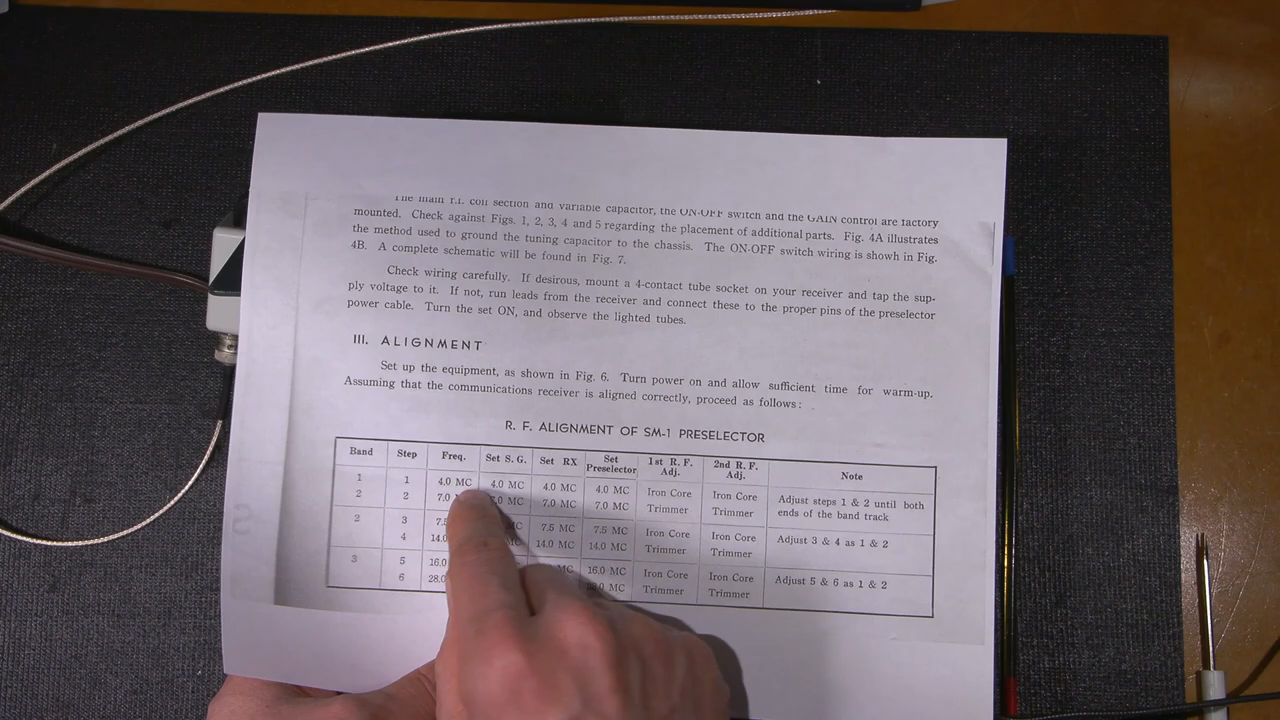 The main r.f. coil section and variable capacitor, the ON-OFF switch and the GAIN control are factory
mounted. Check against Figs. 1, 2, 3, 4 and 5 regarding the placement of additional parts. Fig. 4A illustrates
the method used to ground the tuning capacitor to the chassis. The ON-OFF switch wiring is showh in Fig.
4B. A complete schematic will be found in Fig. 7.
Check wiring carefully. If desirous, mount a 4-contact tube socket on your receiver and tap the sup-
ply voltage to it. If not, run leads from the receiver and connect these to the proper pins of the preselector
power cable. Turn the set ON, and observe the lighted tubes.
III. ALIGNMENT
Set up the equipment, as shown in Fig. 6. Turn power on and allow sufficient time for warm-up.
Assuming that the communications receiver is aligned correctly, proceed as follows:
R. F. ALIGNMENT OF SM-1 PRESELECTOR
Band Step Freq. Set S. G. Set RX Set Preselector 1st R. F. Adj. 2nd R. F. Adj. Note
1 1 4.0 MC 4.0 MC 4.0 MC 4.0 MC Iron Core Iron Core Adjust steps 1 & 2 until both
2 2 7.0 7.0 MC 7.0 MC 7.0 MC Trimmer Trimmer ends of the band track
2 3 7.5 MC 7.5 MC 7.5 MC Iron Core Iron Core Adjust 3 & 4 as 1 & 2
4 14.0 MC 14.0 MC 14.0 MC Trimmer Trimmer
3 5 16.0 MC 16.0 MC Iron Core Iron Core Adjust 5 & 6 as 1 & 2
6 28.0 MC Trimmer Trimmer